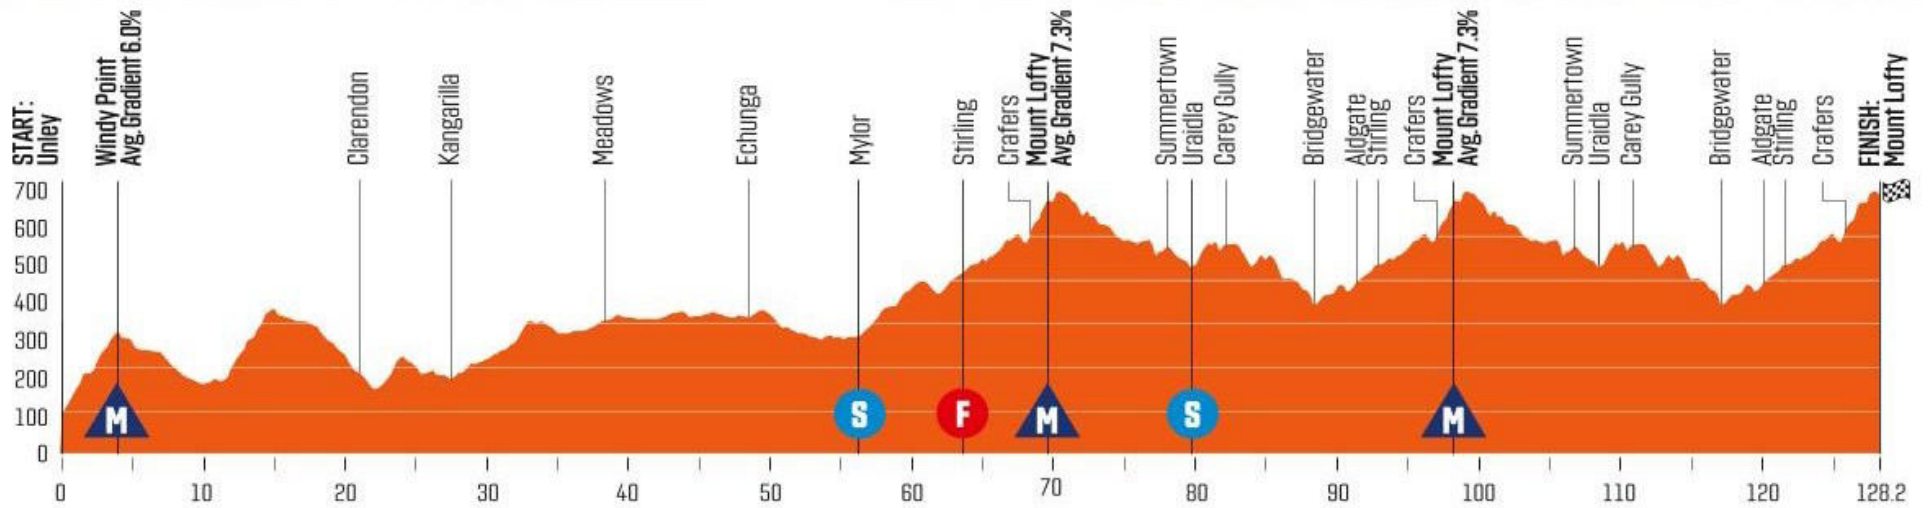 START:
Unley
Windy Point
Avg. Gradient 6.0%
Clarendon
Kangarilla
Meadows
Echunga
Mylor
Stirling
Crafers
Mount Lofty
Avg. Gradient 7.3%
Summertown
Uraidla
Carey Gully
Bridgewater
Aldgate
Stirling
Crafers
Mount Lofty
Avg. Gradient 7.3%
Summertown
Uraidla
Carey Gully
Bridgewater
Aldgate
Stirling
Crafers
FINISH:
Mount Lofty
700
600
500
400
300
200
100
0
M
S
F
M
S
M
0 10 20 30 40 50 60 70 80 90 100 110 120 128.2